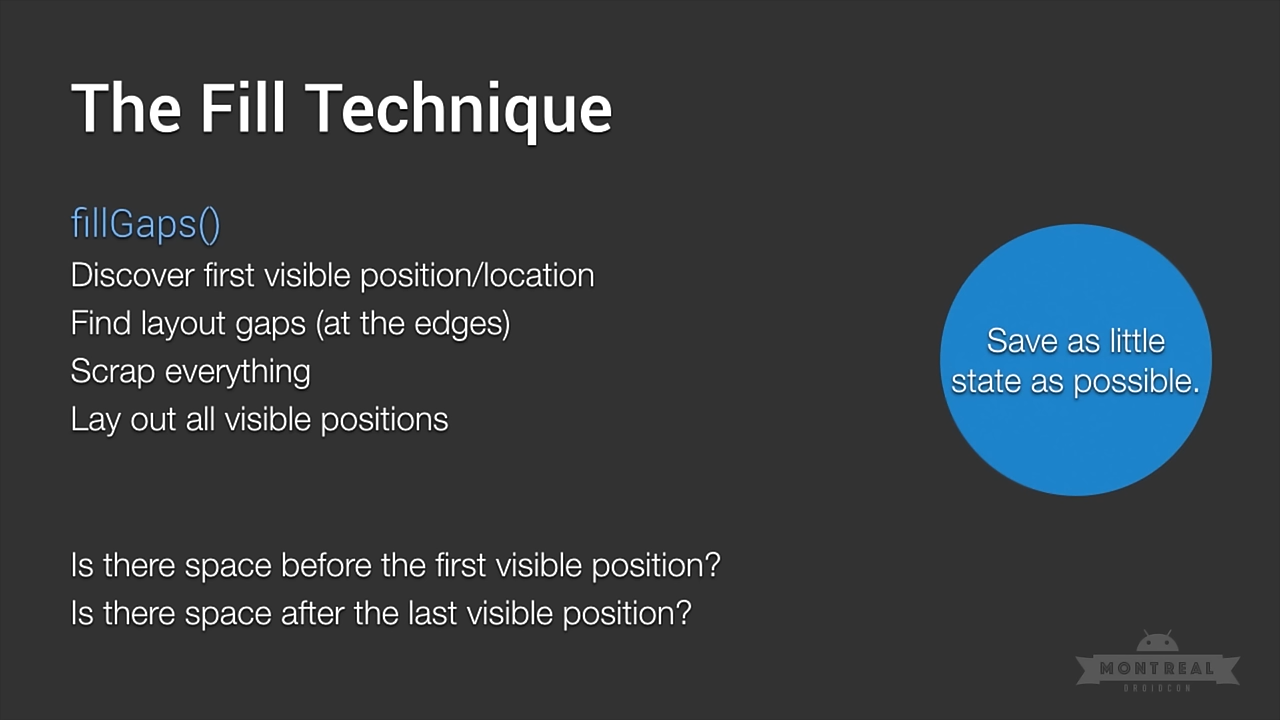 The Fill Technique
fillGaps()
Discover first visible position/location
Find layout gaps (at the edges)
Scrap everything
Lay out all visible positions
Save as little
state as possible.
Is there space before the first visible position?
Is there space after the last visible position?
MONTREAL
DROIDCON